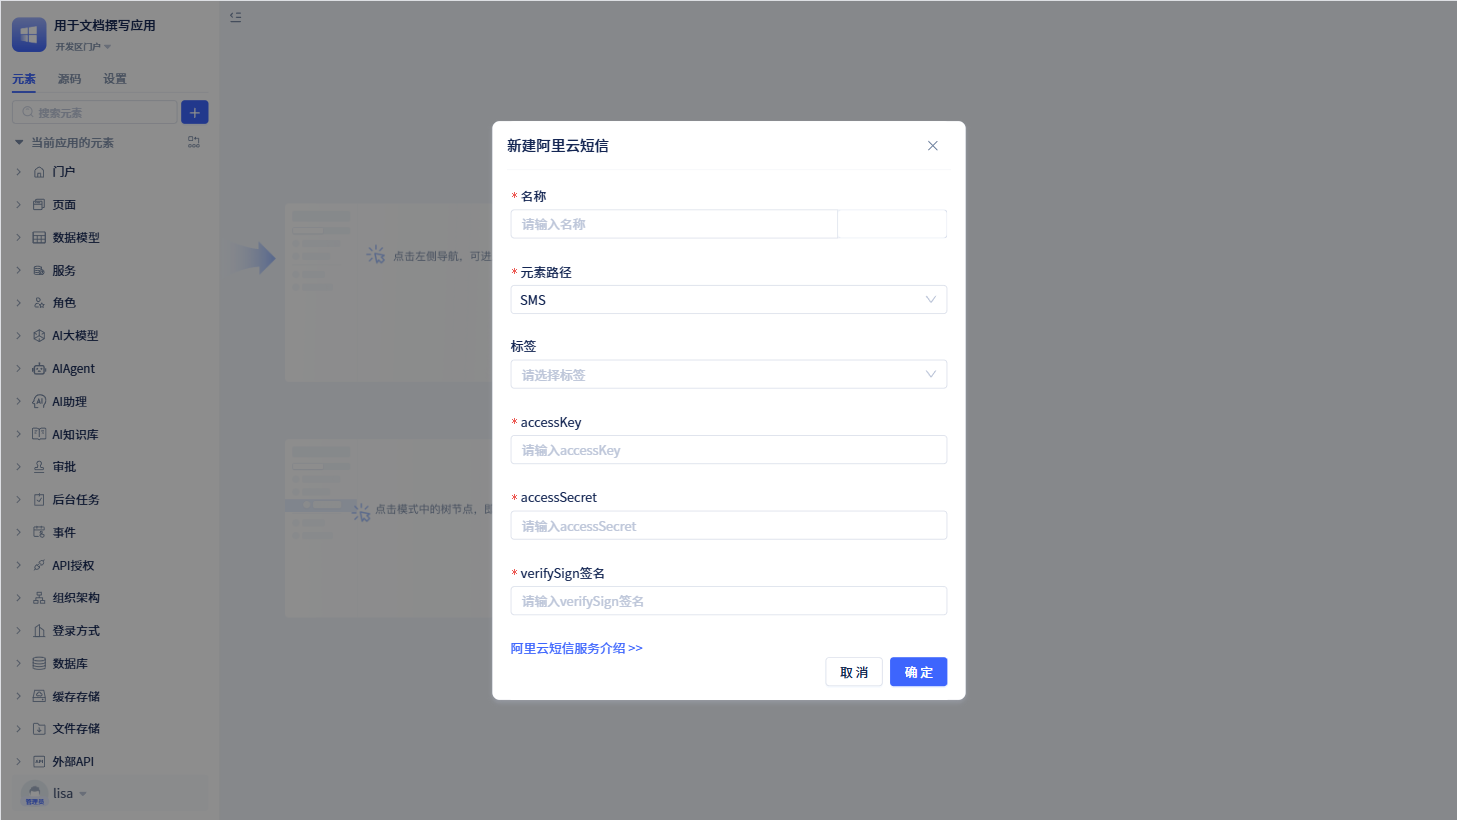 用于文档撰写应用
开发区门户
元素 源码 设置
搜索元素
当前应用的元素
门户
页面
数据模型
服务
角色
AI大模型
AIAgent
AI助理
AI知识库
审批
后台任务
事件
API授权
组织架构
登录方式
数据库
缓存存储
文件存储
外部API
管理员
lisa
点击左侧导航，可进
点击模式中的树节点，即
新建阿里云短信
* 名称
请输入名称
* 元素路径
SMS
标签
请选择标签
* accessKey
请输入accessKey
* accessSecret
请输入accessSecret
* verifySign签名
请输入verifySign签名
阿里云短信服务介绍 >>
取 消
确 定